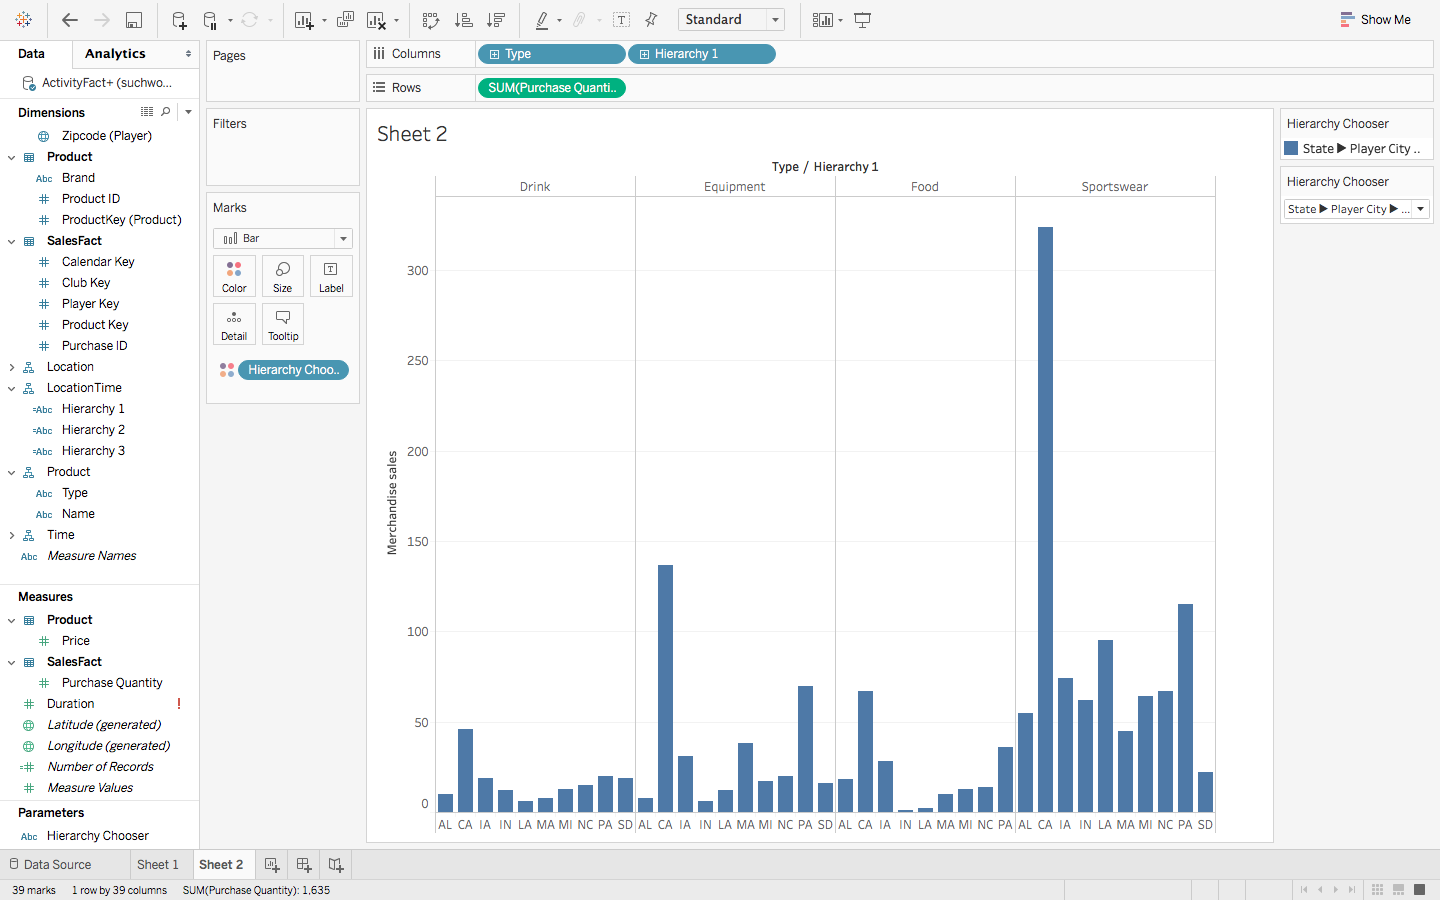 Standard
Show Me
Data
Analytics
ActivityFact+ (suchwo...
Dimensions
Zipcode (Player)
Product
Abc Brand
Product ID
ProductKey (Product)
SalesFact
Calendar Key
Club Key
Player Key
Product Key
Purchase ID
Location
LocationTime
=Abc Hierarchy 1
=Abc Hierarchy 2
=Abc Hierarchy 3
Product
Abc Type
Abc Name
Time
Abc Measure Names
Measures
Product
Price
SalesFact
Purchase Quantity
Duration !
Latitude (generated)
Longitude (generated)
Number of Records
Measure Values
Parameters
Abc Hierarchy Chooser
Pages
Filters
Marks
Bar
Color
Size
Label
Detail
Tooltip
Hierarchy Choo..
Columns
Type
Hierarchy 1
Rows
SUM(Purchase Quanti..
Sheet 2
Type / Hierarchy 1
Drink Equipment Food Sportswear
Merchandise sales
300
250
200
150
100
50
0
AL CA IA IN LA MA MI NC PA SD AL CA IA IN LA MA MI NC PA SD AL CA IA IN LA MA MI NC PA AL CA IA IN LA MA MI NC PA SD
Hierarchy Chooser
State ▶ Player City ..
Hierarchy Chooser
State ▶ Player City ▶ ...
Data Source
Sheet 1
Sheet 2
39 marks
1 row by 39 columns
SUM(Purchase Quantity): 1,635